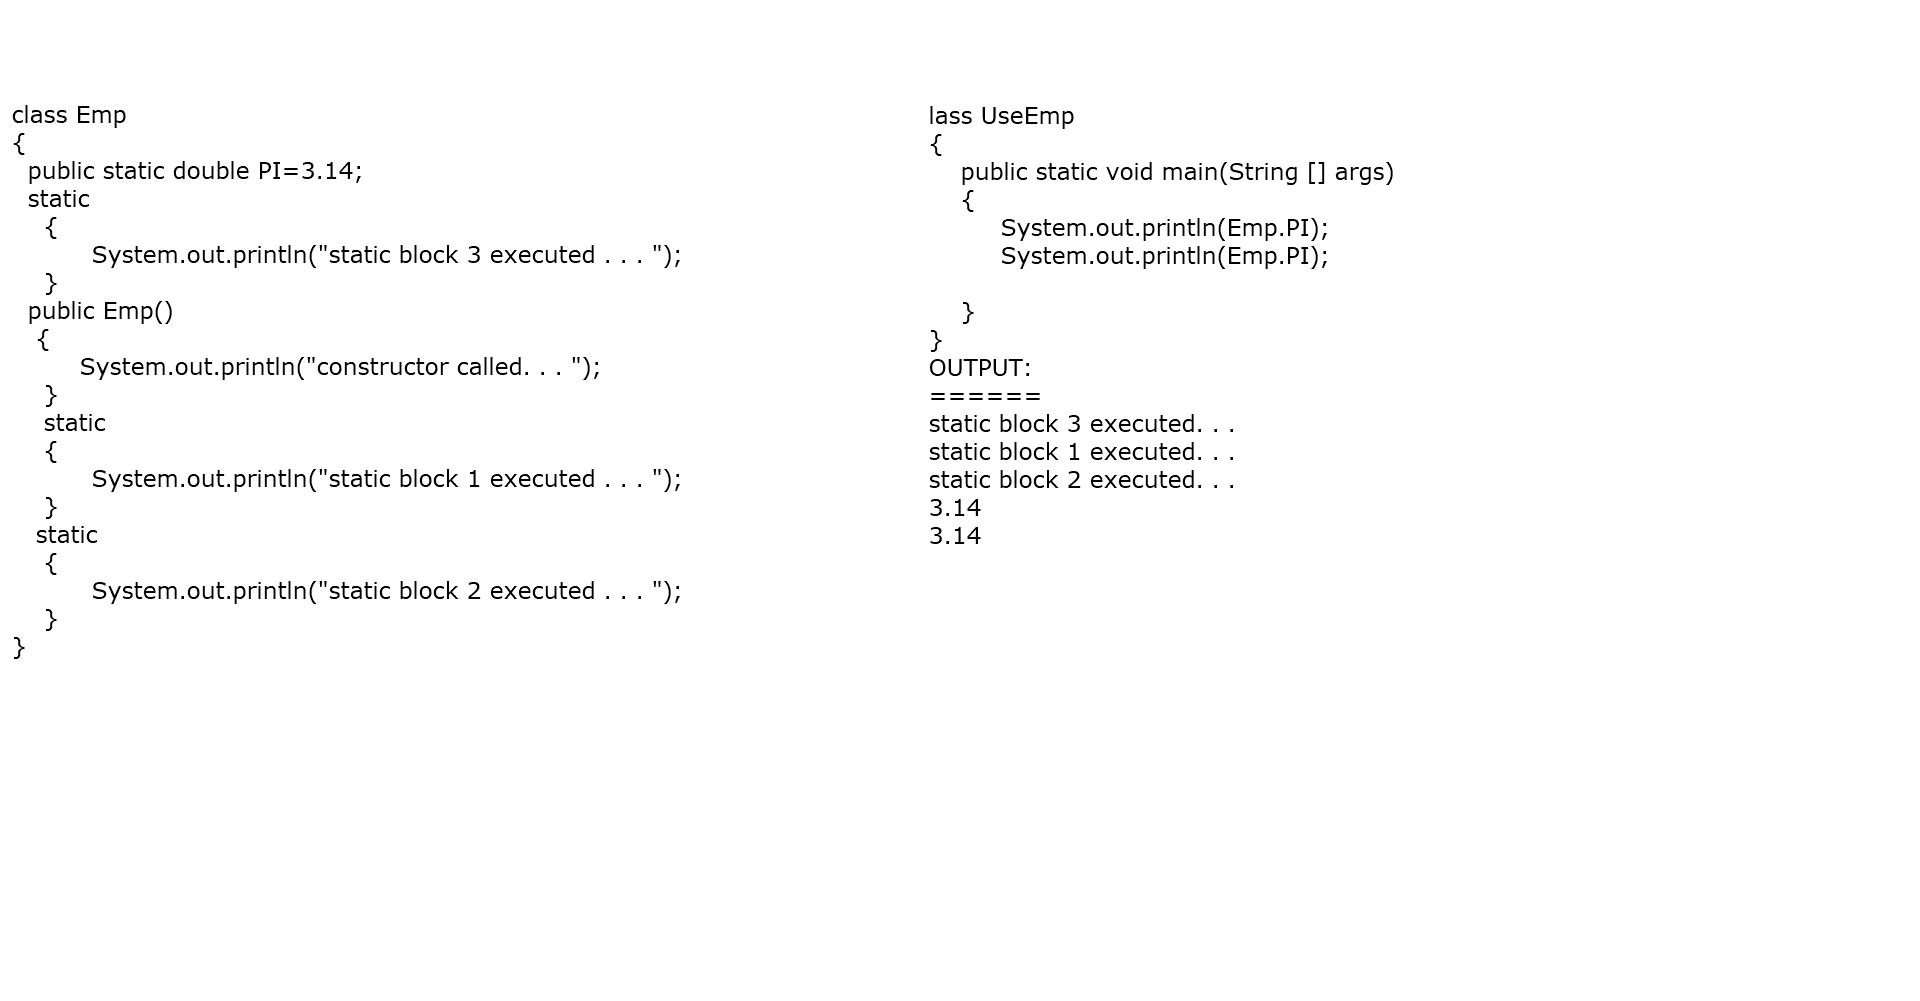 class Emp
{
  public static double PI=3.14;
  static
    {
          System.out.println("static block 3 executed . . . ");
    }
  public Emp()
   {
         System.out.println("constructor called. . . ");
    }
    static
    {
          System.out.println("static block 1 executed . . . ");
    }
   static
    {
          System.out.println("static block 2 executed . . . ");
    }
}
lass UseEmp
{
    public static void main(String [] args)
    {
         System.out.println(Emp.PI);
         System.out.println(Emp.PI);
    }
}
OUTPUT:
======
static block 3 executed. . .
static block 1 executed. . .
static block 2 executed. . .
3.14
3.14